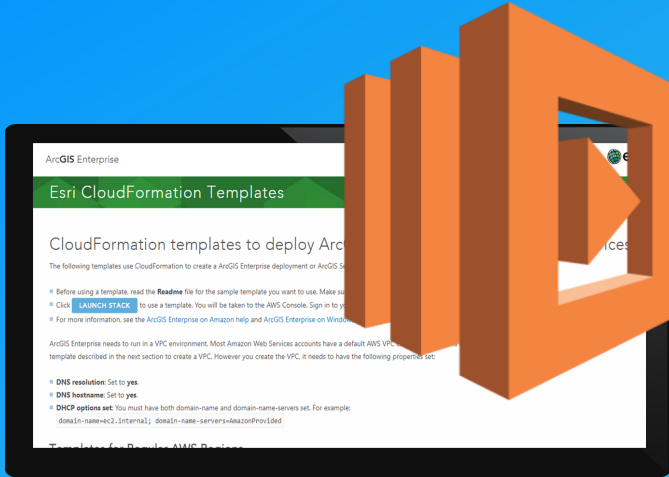 ArcGIS Enterprise
Esri CloudFormation Templates
CloudFormation templates to deploy
The following templates use CloudFormation to create a ArcGIS Enterprise deployment or ArcGIS
Before using a template, read the Readme file for the sample template you want to use. Make
Click LAUNCH STACK to use a template. You will be taken to the AWS Console. Sign in to
For more information, see the ArcGIS Enterprise on Amazon help and ArcGIS Enterprise on
ArcGIS Enterprise needs to run in a VPC environment. Most Amazon Web Services accounts have a default AWS VPC
template described in the next section to create a VPC. However you create the VPC, it needs to have the following properties set:
DNS resolution: Set to yes.
DNS hostname: Set to yes.
DHCP options set: You must have both domain-name and domain-name-servers set. For example:
domain-name=ec2.internal; domain-name-servers=AmazonProvided
Templates for Regular AWS Regions